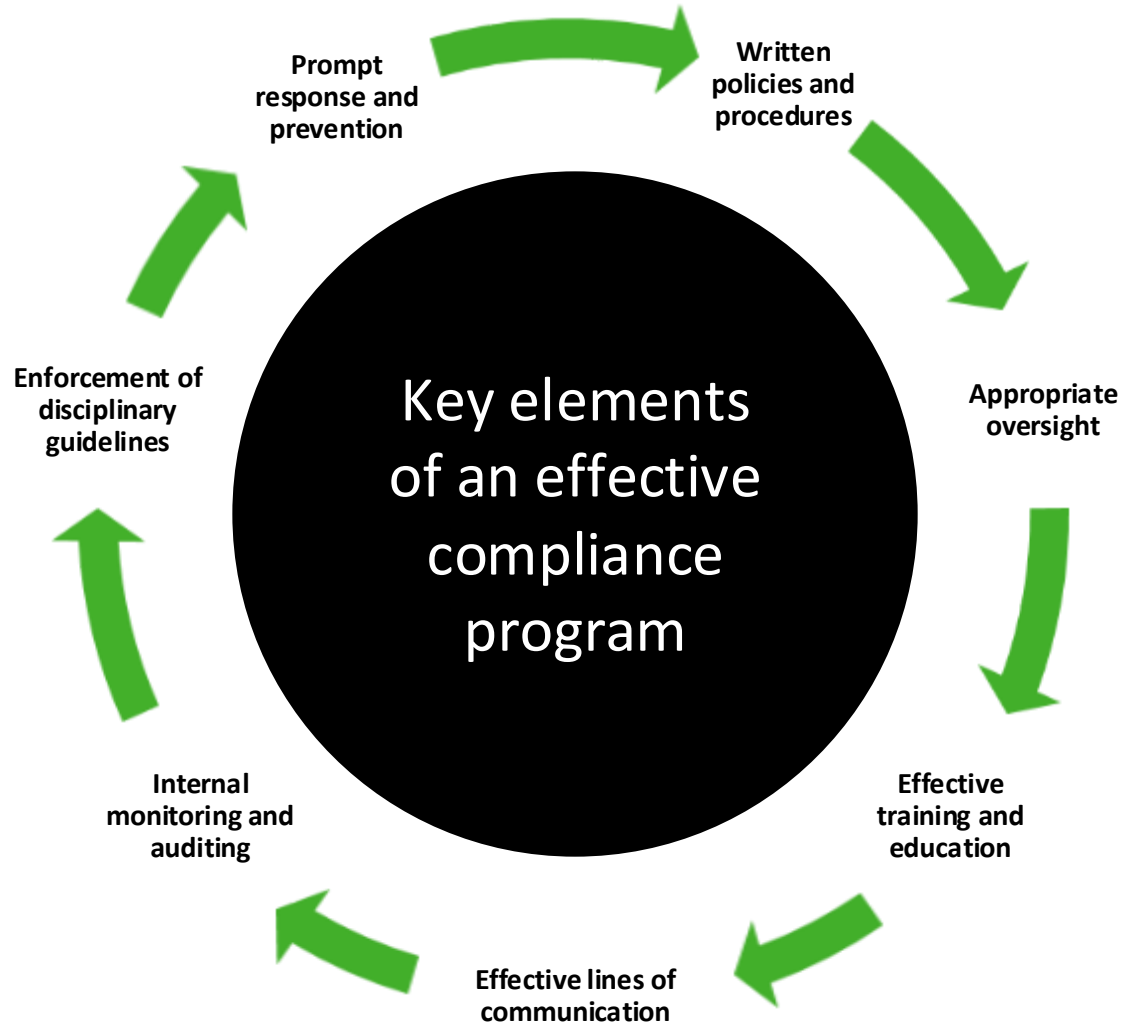 Prompt
response and
prevention
Written
policies and
procedures
Appropriate
oversight
Effective
training and
education
Effective lines of
communication
Internal
monitoring and
auditing
Enforcement of
disciplinary
guidelines
Key elements
of an effective
compliance
program